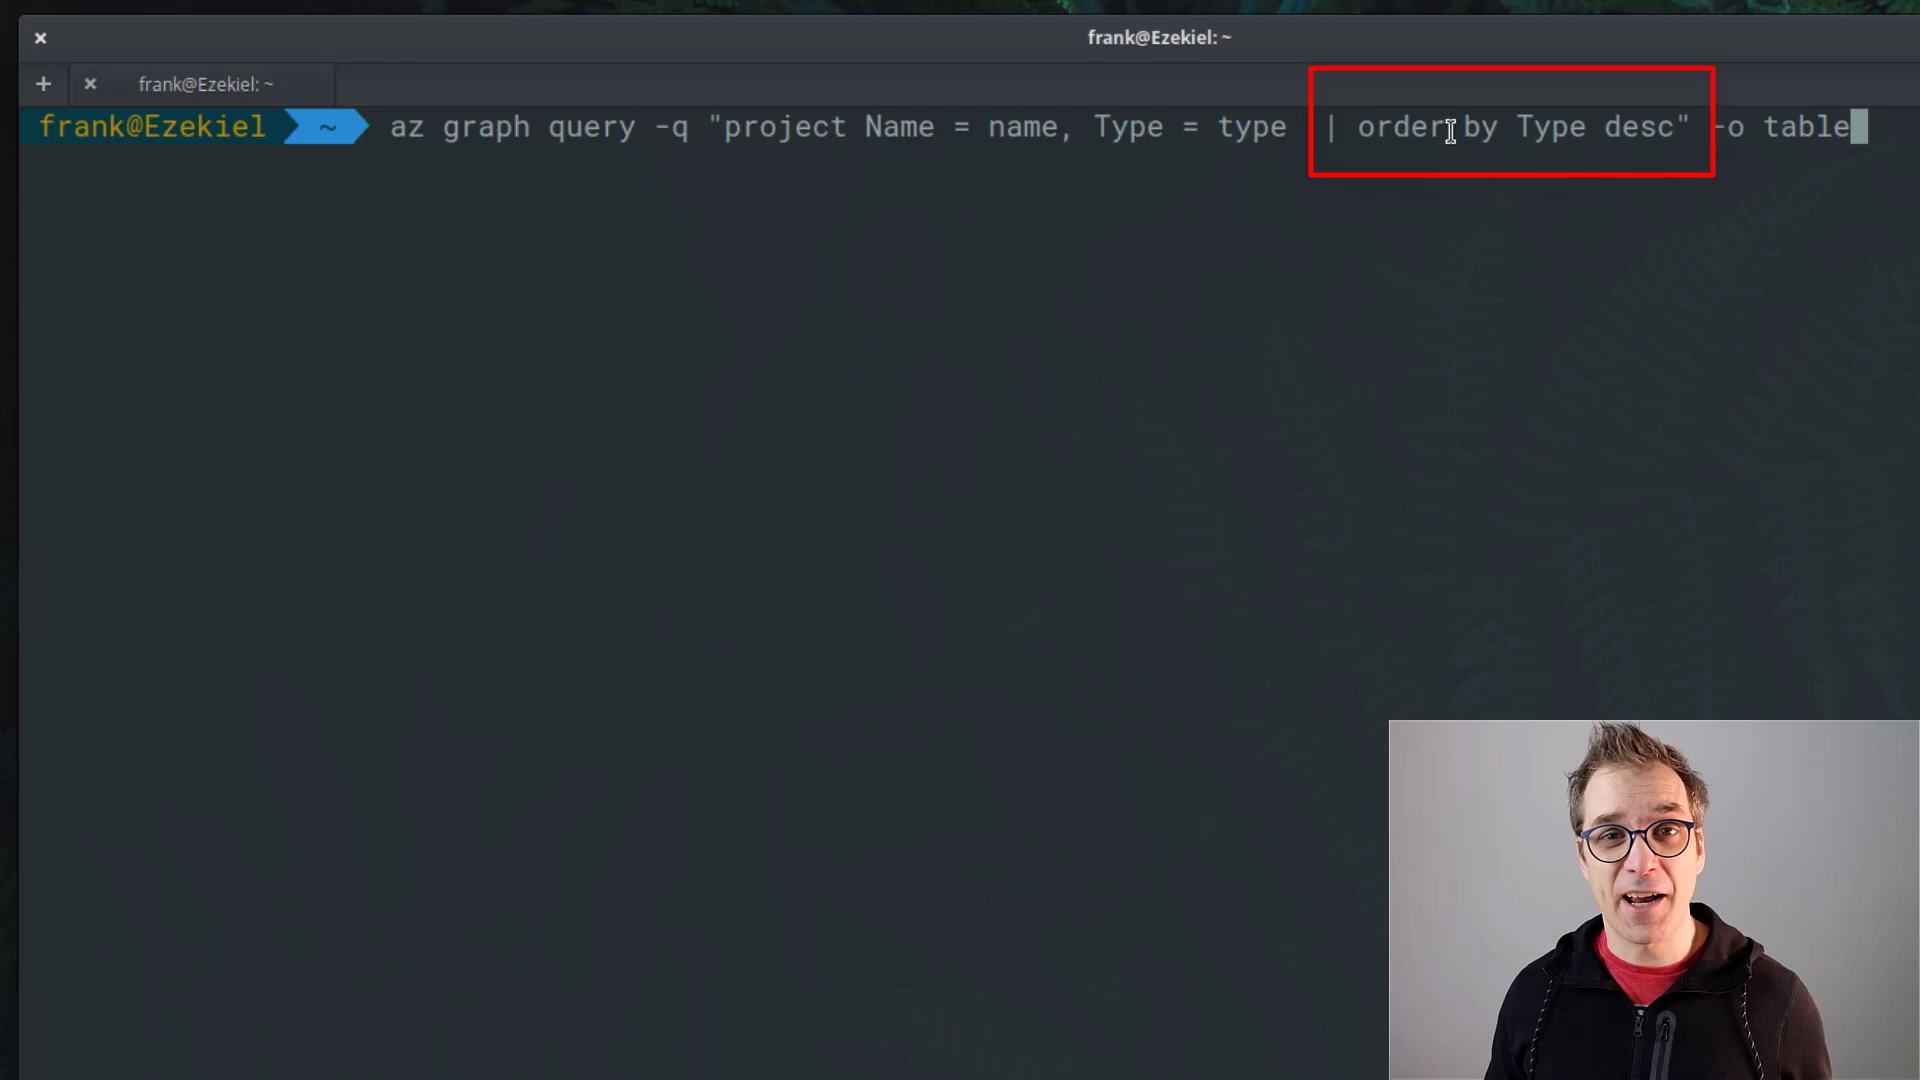 frank@Ezekiel: ~
frank@Ezekiel: ~
frank@Ezekiel ~ az graph query -q "project Name = name, Type = type | order by Type desc" -o table